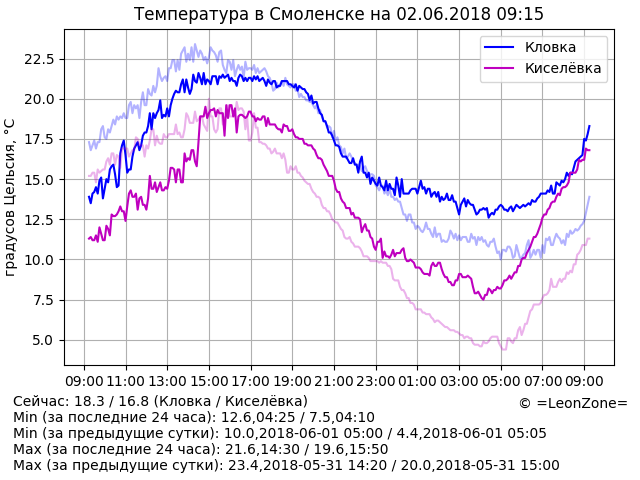 Температура в Смоленске на 02.06.2018 09:15
Кловка
Киселёвка
градусов Цельсия, °C
22.5
20.0
17.5
15.0
12.5
10.0
7.5
5.0
09:00 11:00 13:00 15:00 17:00 19:00 21:00 23:00 01:00 03:00 05:00 07:00 09:00
Сейчас: 18.3 / 16.8 (Кловка / Киселёвка)
© =LeonZone=
Min (за последние 24 часа): 12.6,04:25 / 7.5,04:10
Min (за предыдущие сутки): 10.0,2018-06-01 05:00 / 4.4,2018-06-01 05:05
Max (за последние 24 часа): 21.6,14:30 / 19.6,15:50
Max (за предыдущие сутки): 23.4,2018-05-31 14:20 / 20.0,2018-05-31 15:00